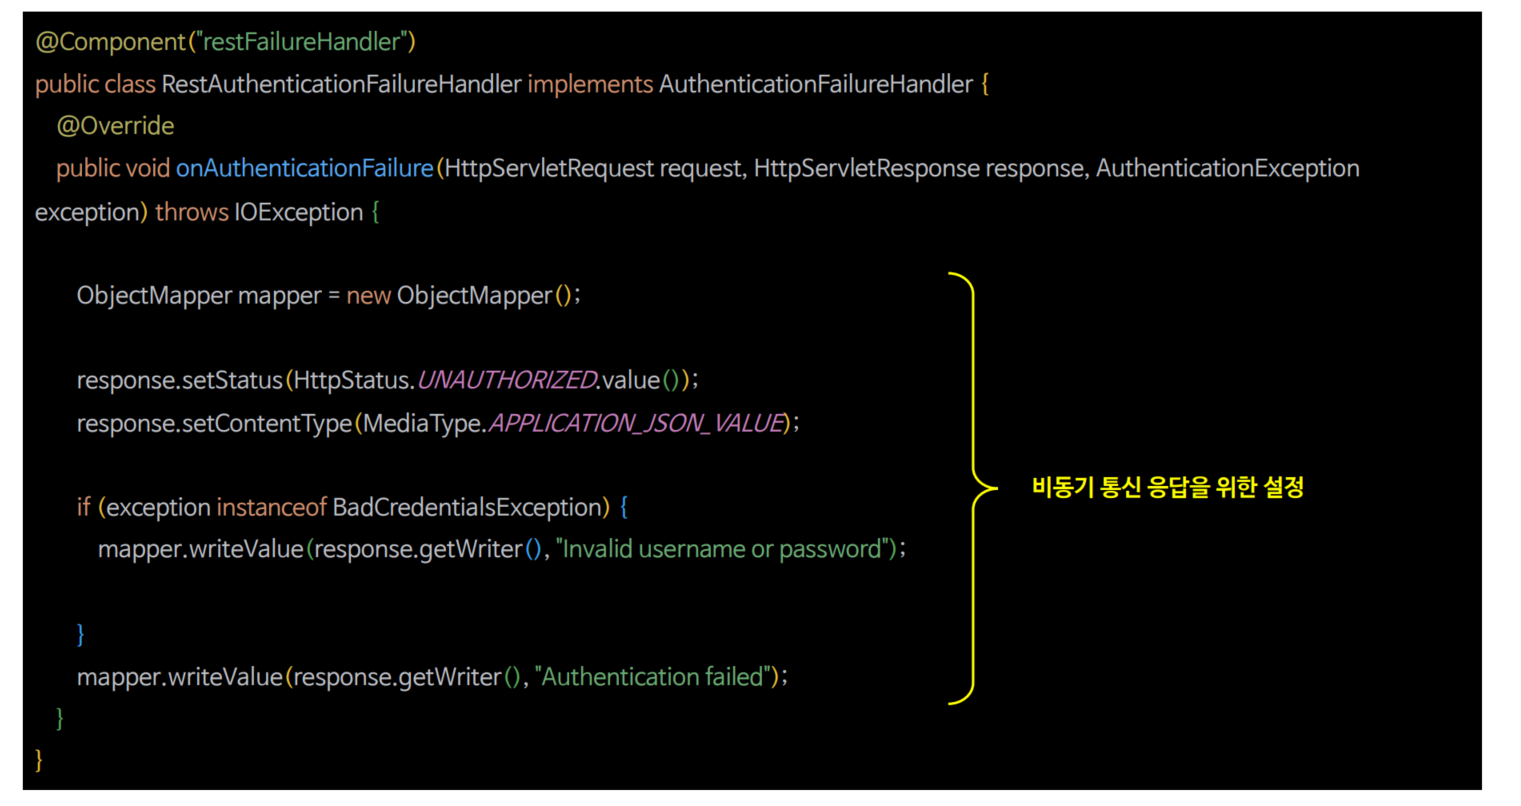 @Component("restFailureHandler")
public class RestAuthenticationFailureHandler implements AuthenticationFailureHandler {
@Override
public void onAuthenticationFailure(HttpServletRequest request, HttpServletResponse response, AuthenticationException
exception) throws IOException {
ObjectMapper mapper = new ObjectMapper();
response.setStatus(HttpStatus.UNAUTHORIZED.value());
response.setContentType(MediaType.APPLICATION_JSON_VALUE);
비동기 통신 응답을 위한 설정
if (exception instanceof BadCredentialsException) {
mapper.writeValue(response.getWriter(), "Invalid username or password");
}
mapper.writeValue(response.getWriter(), "Authentication failed");
}
}